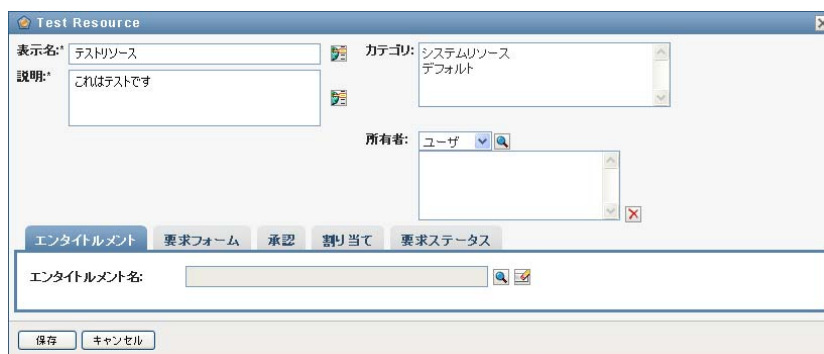 Test Resource
表示名:* テストリソース
説明:* これはテストです
カテゴリ: システムリソース
デフォルト
所有者: ユーザ
エンタイトルメント 要求フォーム 承認 割り当て 要求ステータス
エンタイトルメント名:
保存 キャンセル